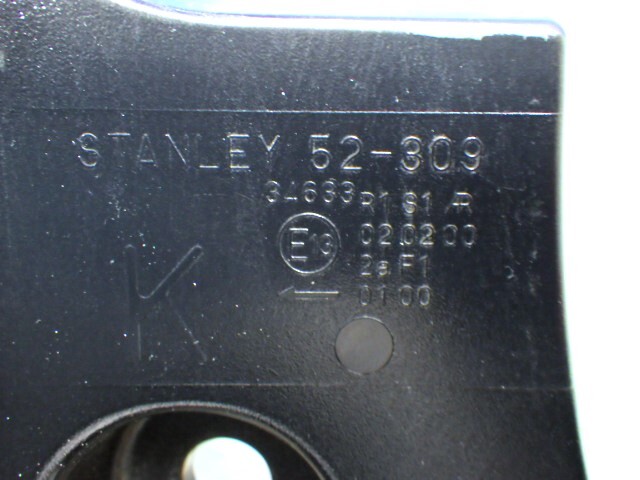 STANLEY 52-309
34633 R1 S1 AR
E13 02 02 00
2a F1
← 01 00
K